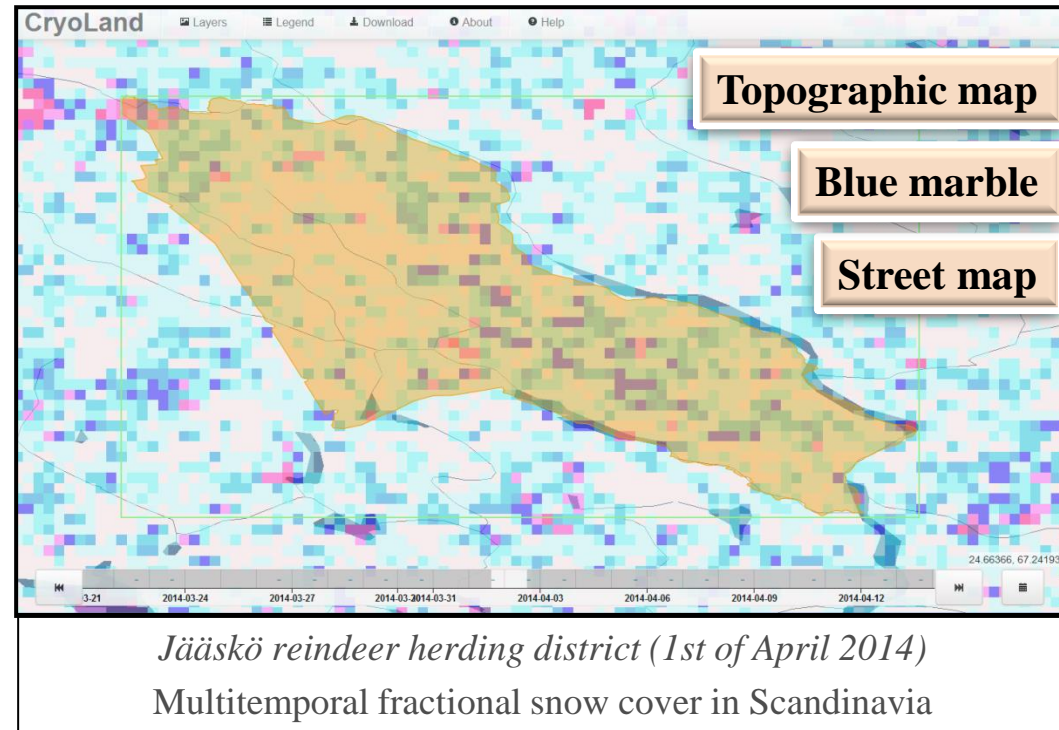 CryoLand Layers Legend Download About Help
Topographic map
Blue marble
Street map
24.66366, 67.24193
3-21 2014-03-24 2014-03-27 2014-03-31 2014-04-03 2014-04-06 2014-04-09 2014-04-12
Jääskö reindeer herding district (1st of April 2014)
Multitemporal fractional snow cover in Scandinavia